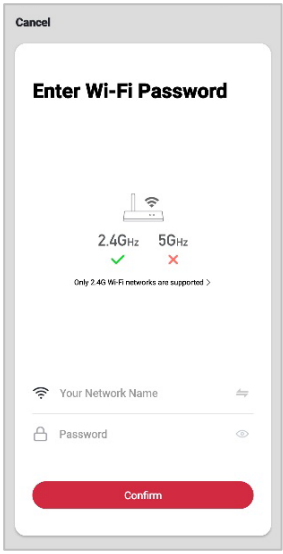 Cancel
Enter Wi-Fi Password
2.4GHz 5GHz
Only 2.4G Wi-Fi networks are supported >
Your Network Name
Password
Confirm